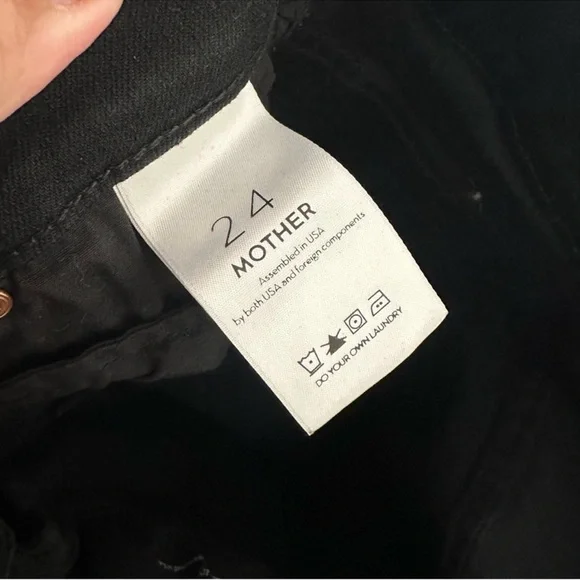 24
MOTHER
Assembled in USA
by both USA and foreign components
DO YOUR OWN LAUNDRY